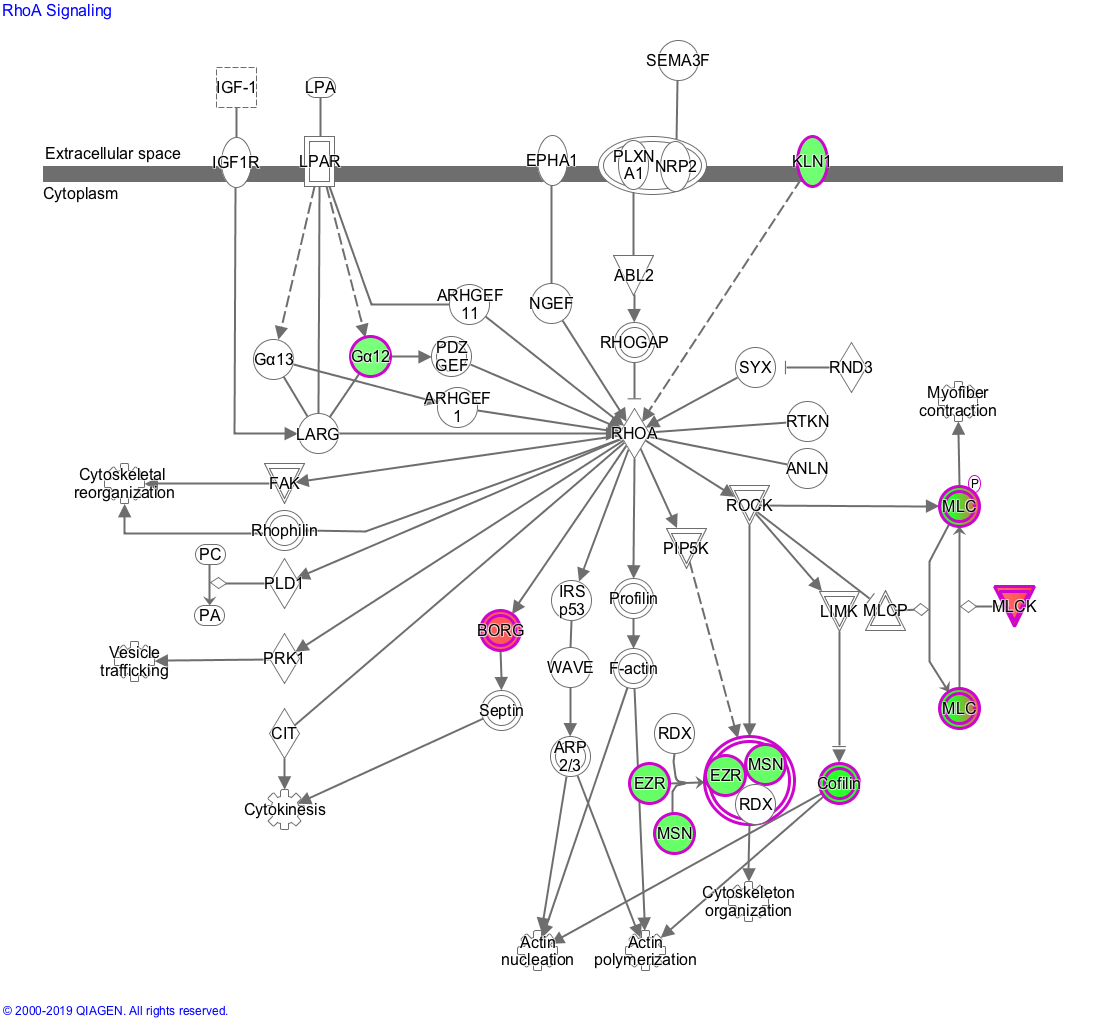 RhoA Signaling
SEMA3F
IGF-1
LPA
Extracellular space
IGF1R
LPAR
EPHA1
PLXN
A1
NRP2
KLN1
Cytoplasm
ABL2
ARHGEF
11
NGEF
RHOGAP
Gα13
Gα12
PDZ
GEF
SYX
RND3
Myofiber
contraction
ARHGEF
1
RTKN
LARG
RHOA
ANLN
Cytoskeletal
reorganization
FAK
P
ROCK
MLC
Rhophilin
PIP5K
PC
PLD1
IRS
p53
Profilin
PA
LIMK
MLCP
MLCK
BORG
Vesicle
trafficking
PRK1
WAVE
F-actin
Septin
MLC
CIT
RDX
ARP
2/3
EZR
EZR
MSN
Cofilin
RDX
Cytokinesis
MSN
Cytoskeleton
organization
Actin
nucleation
Actin
polymerization
© 2000-2019 QIAGEN. All rights reserved.